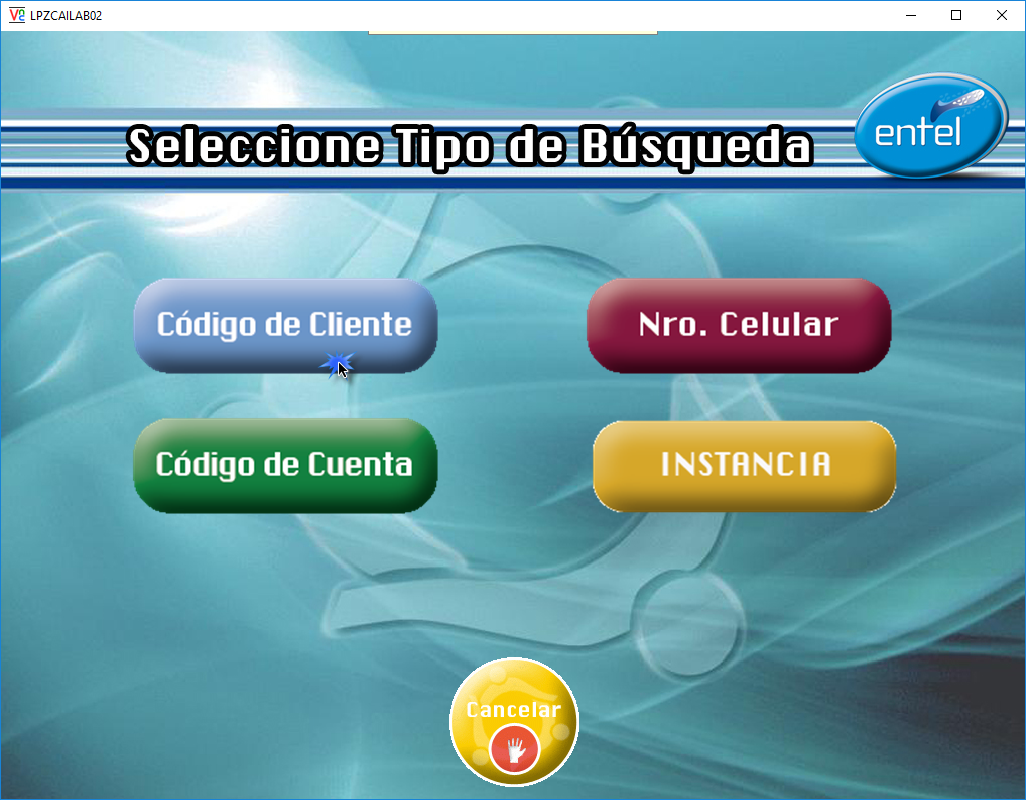 LPZCAILAB02
Seleccione Tipo de Búsqueda
entel
Código de Cliente
Nro. Celular
Código de Cuenta
INSTANCIA
Cancelar